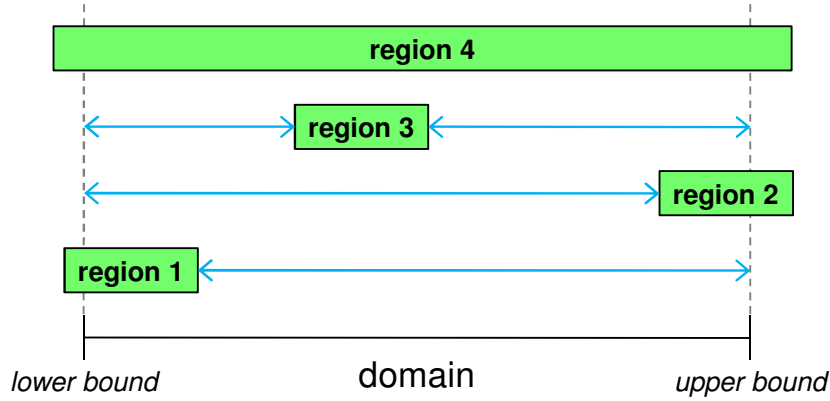 region 4
region 3
region 2
region 1
lower bound
domain
upper bound